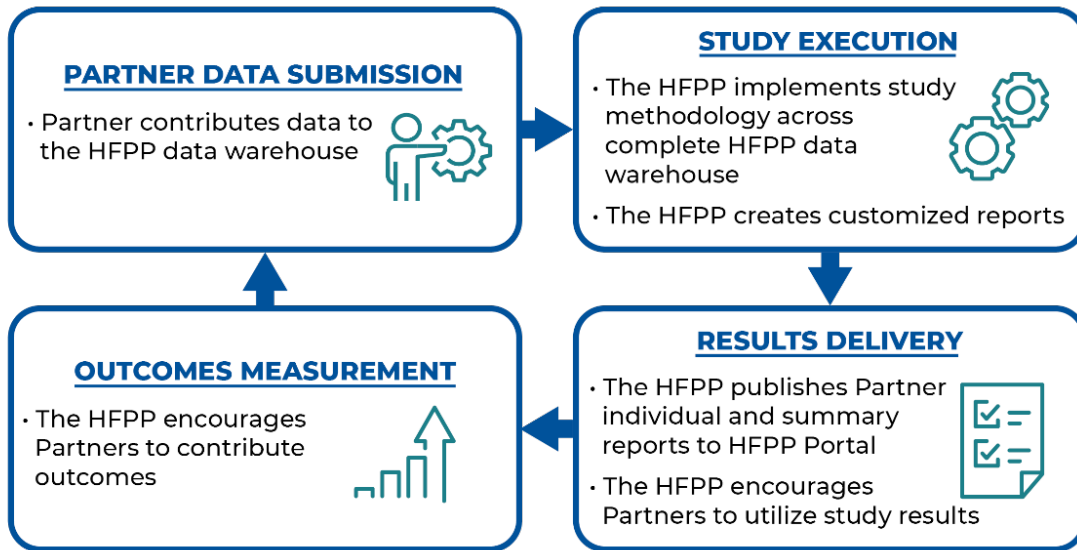 PARTNER DATA SUBMISSION
• Partner contributes data to
the HFPP data warehouse
STUDY EXECUTION
• The HFPP implements study
methodology across
complete HFPP data
warehouse
• The HFPP creates customized reports
RESULTS DELIVERY
• The HFPP publishes Partner
individual and summary
reports to HFPP Portal
• The HFPP encourages
Partners to utilize study results
OUTCOMES MEASUREMENT
• The HFPP encourages
Partners to contribute
outcomes